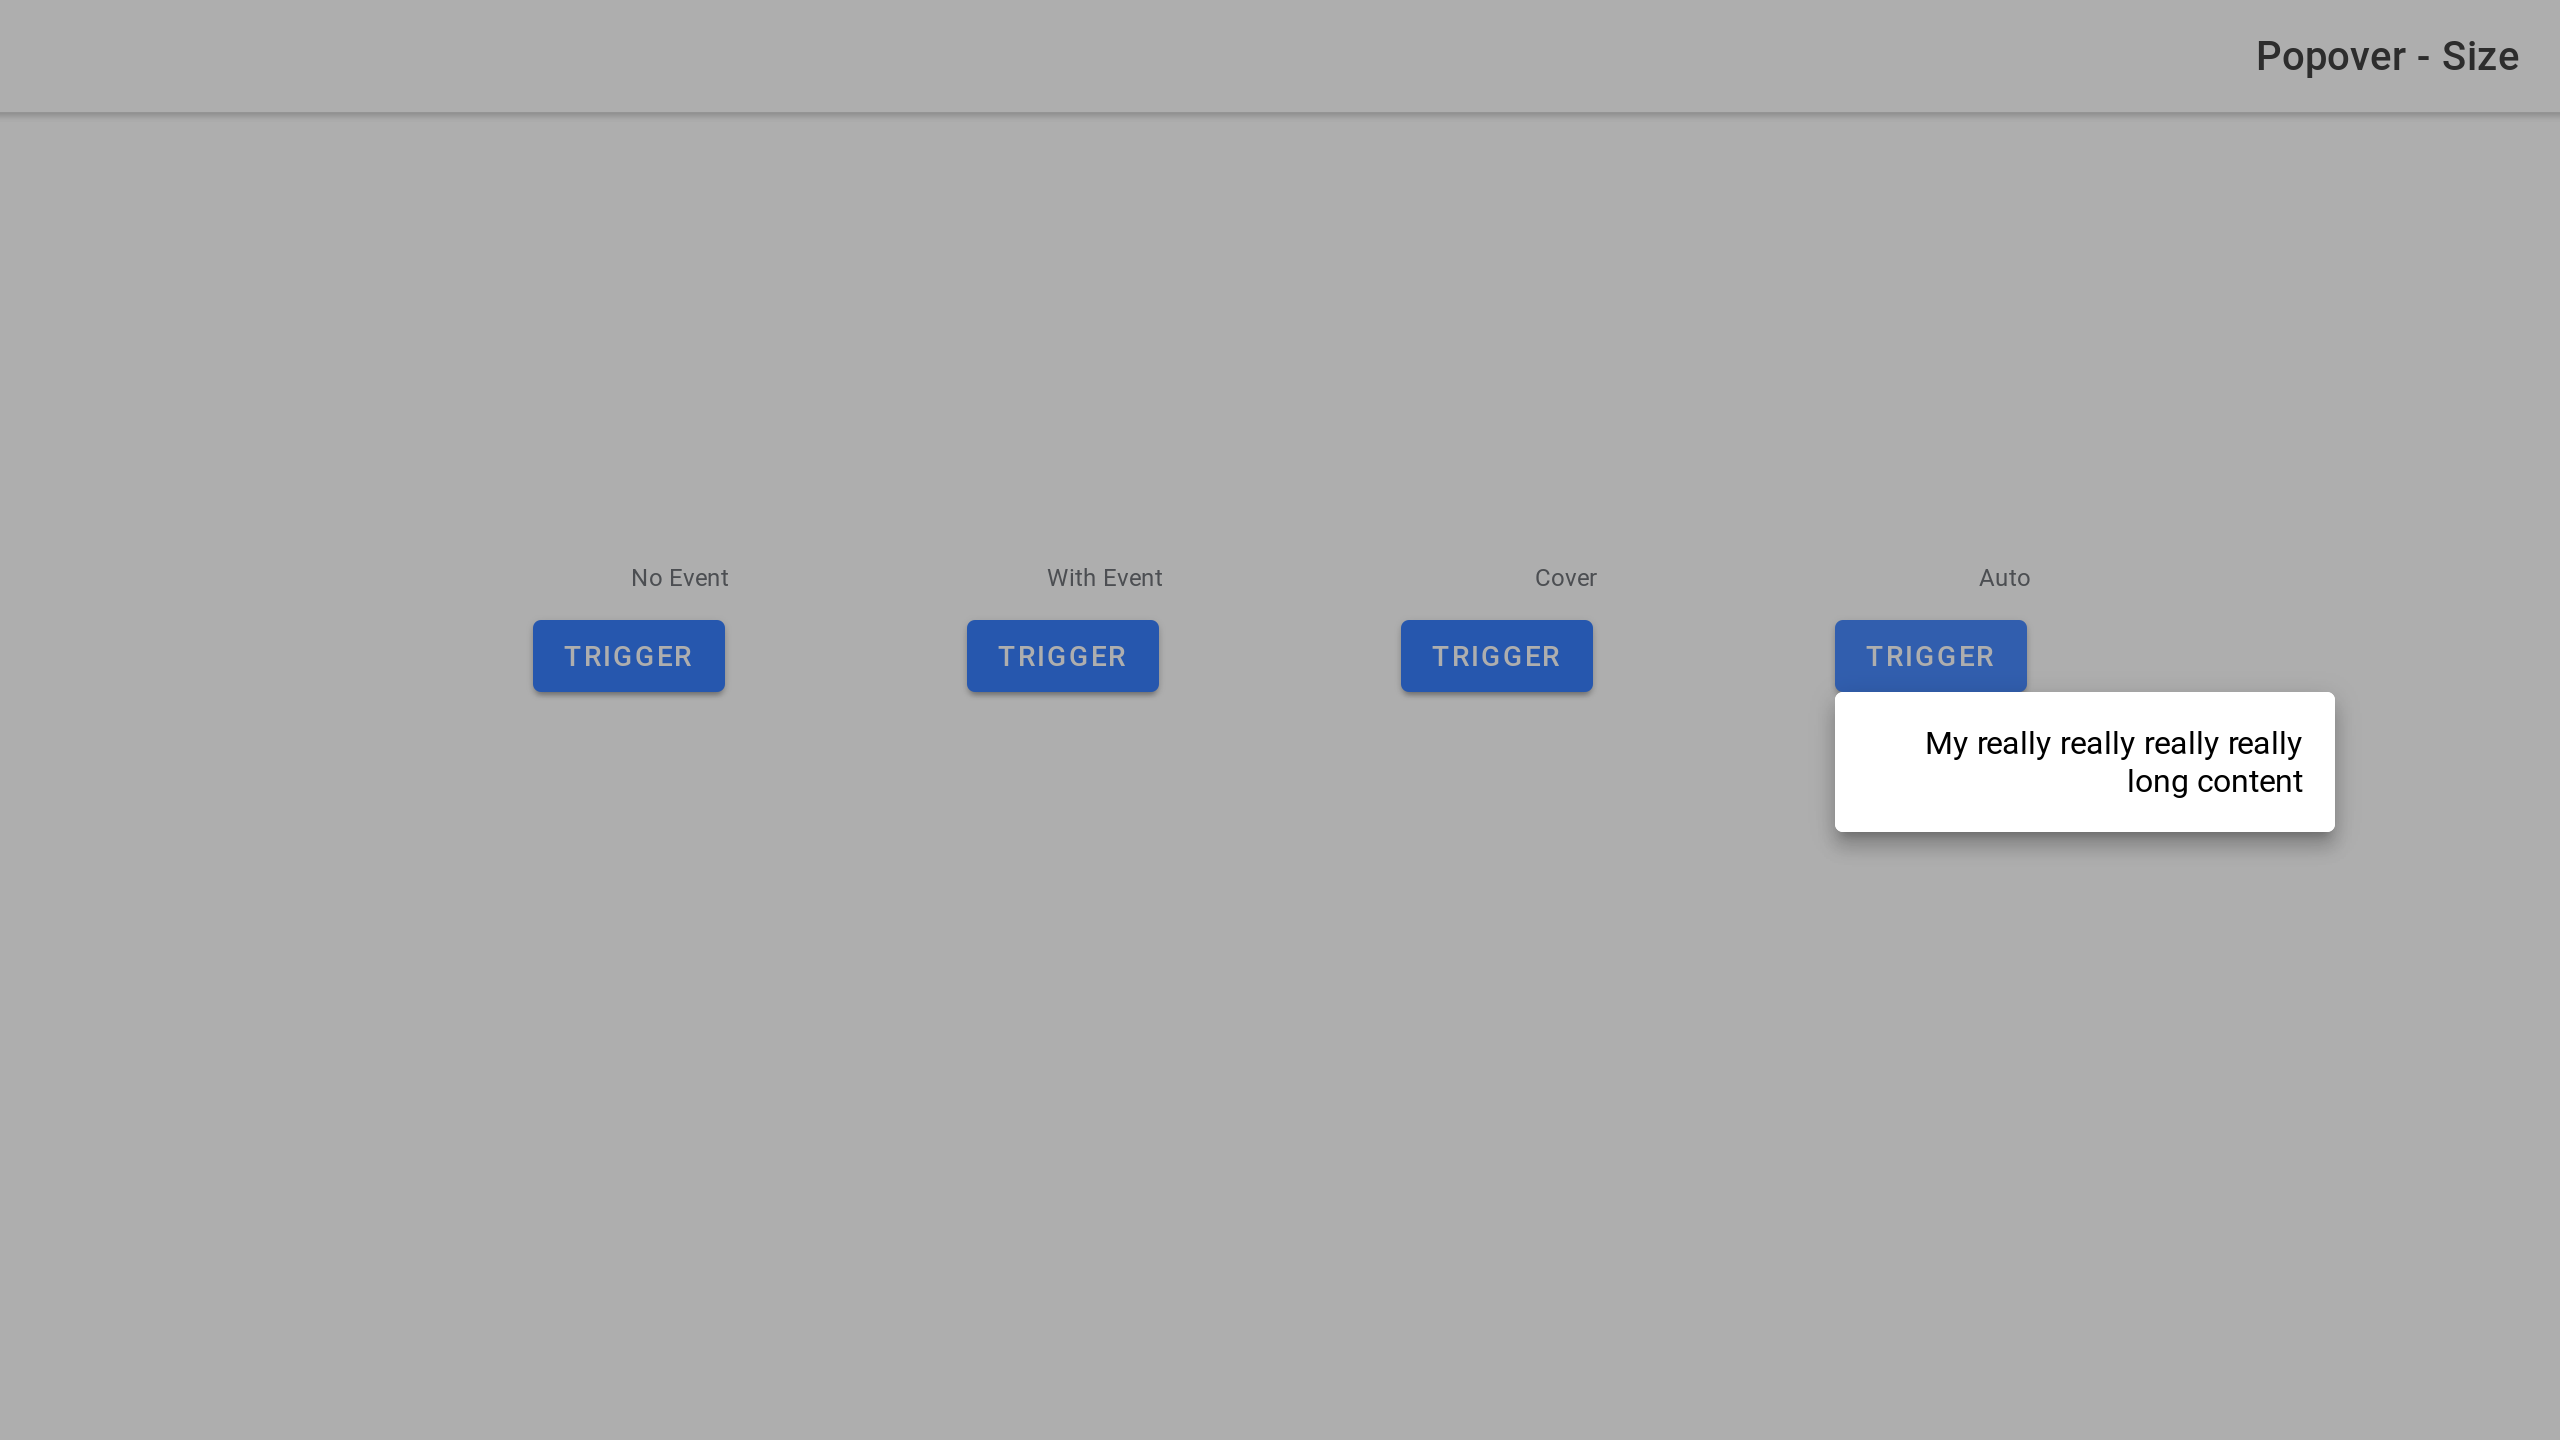 Popover - Size
No Event
With Event
Cover
Auto
TRIGGER
TRIGGER
TRIGGER
TRIGGER
My really really really really
long content